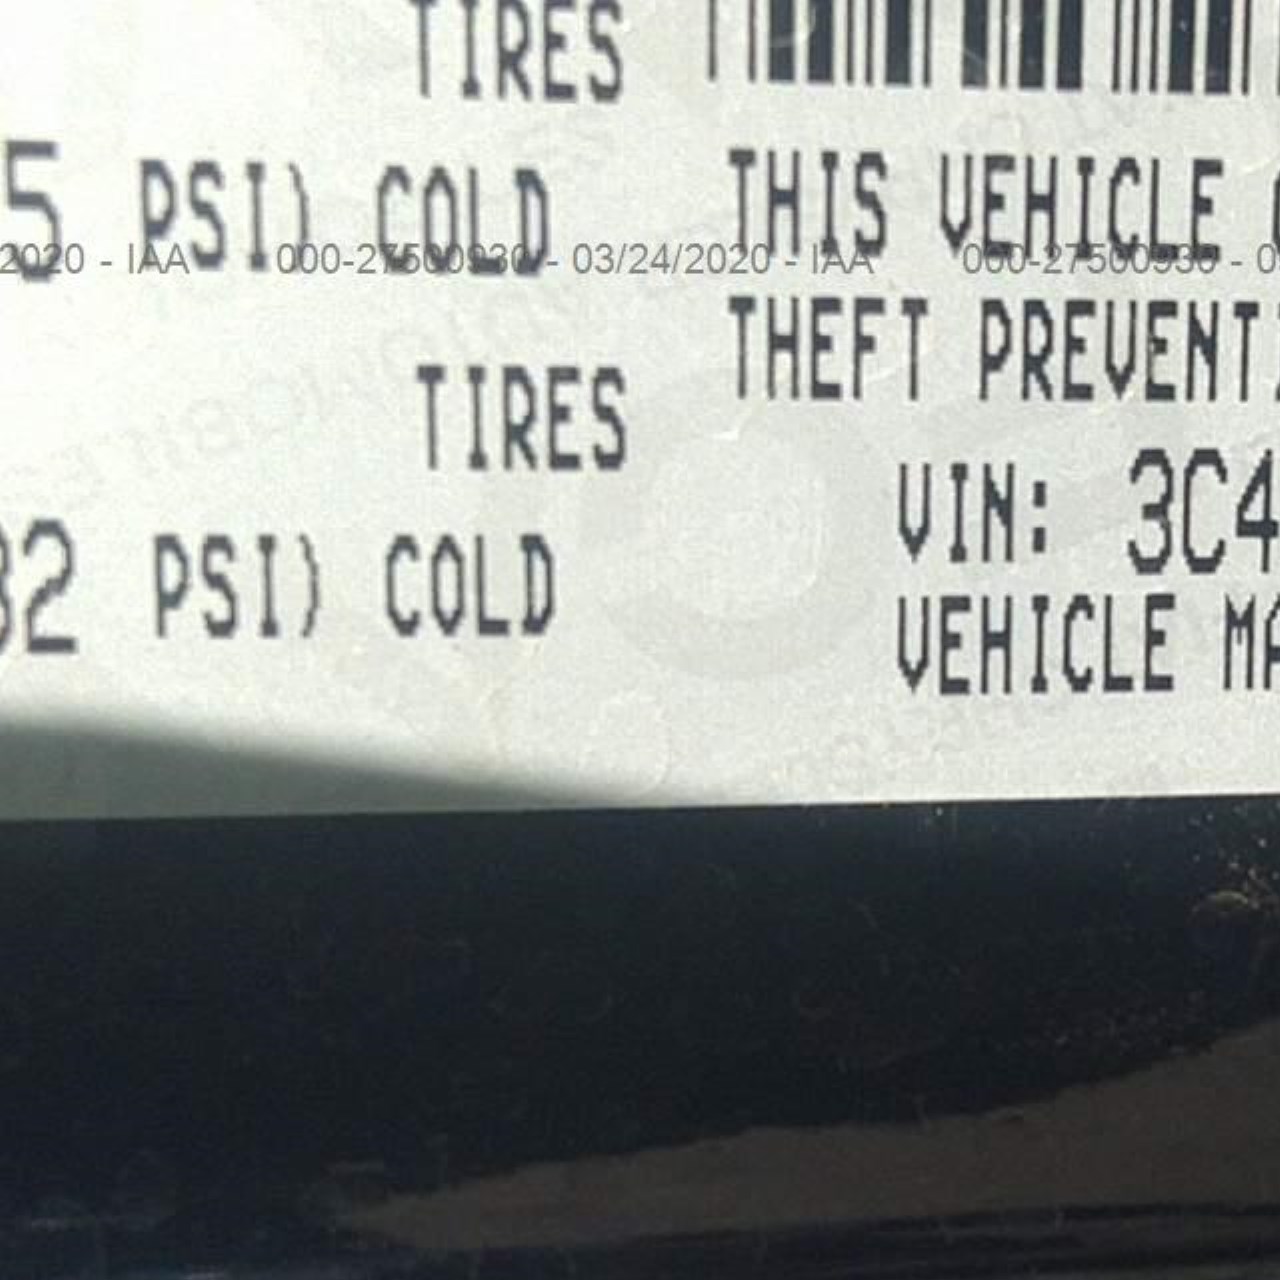 TIRES
5 PSI) COLD
THIS VEHICLE
2020 - IAA 000-27500930 - 03/24/2020 - IAA 000-27500930 - 0
THEFT PREVENTI
TIRES
VIN: 3C4
32 PSI) COLD
VEHICLE MA